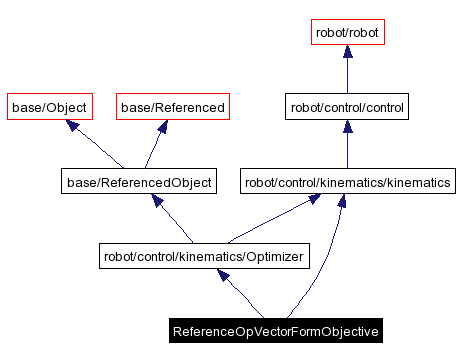 robot/robot
base/Object
base/Referenced
robot/control/control
base/ReferencedObject
robot/control/kinematics/kinematics
robot/control/kinematics/Optimizer
ReferenceOpVectorFormObjective